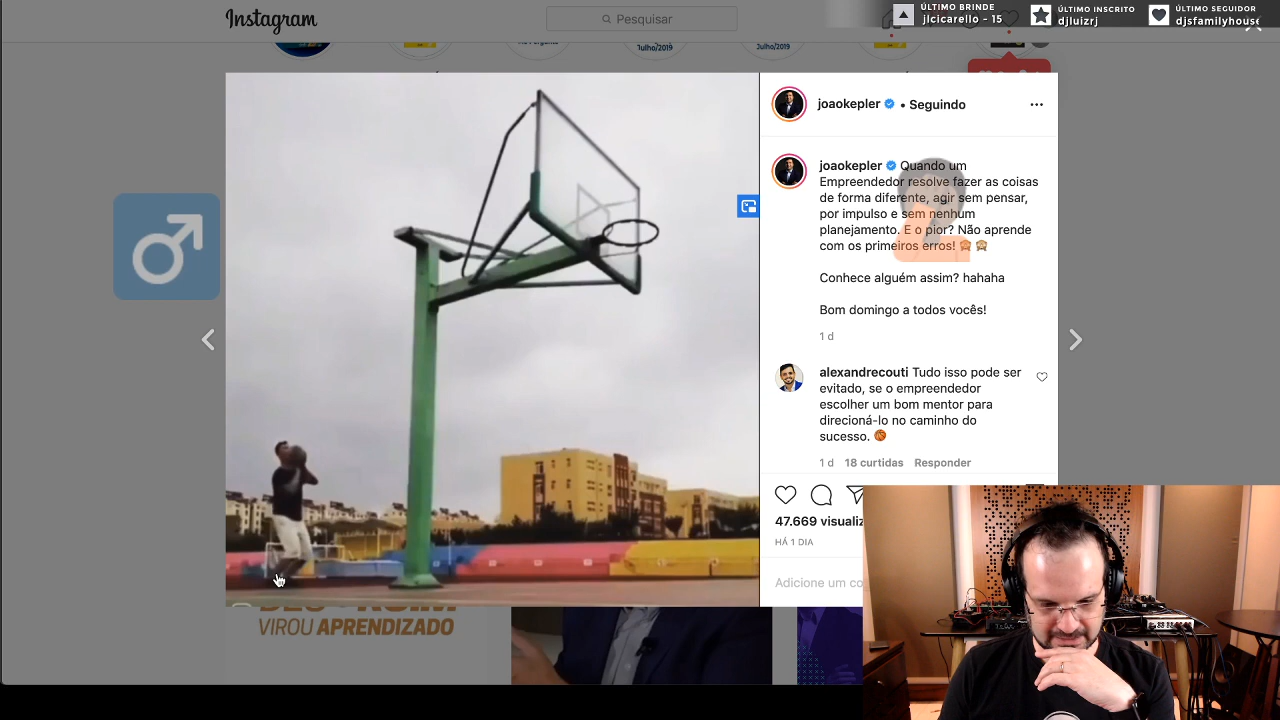 Instagram
Pesquisar
ÚLTIMO BRINDE
jlcicarello - 15
ÚLTIMO INSCRITO
djluizrj
ÚLTIMO SEGUIDOR
djsfamilyhouse
Julho/2019
Julho/2019
joaokepler • Seguindo
joaokepler Quando um
Empreendedor resolve fazer as coisas
de forma diferente, agir sem pensar,
por impulso e sem nenhum
planejamento. E o pior? Não aprende
com os primeiros erros! 🙈 🙈
Conhece alguém assim? hahaha
Bom domingo a todos vocês!
1 d
alexandrecouti Tudo isso pode ser
evitado, se o empreendedor
escolher um bom mentor para
direcioná-lo no caminho do
sucesso. 🏀
1 d 18 curtidas Responder
47.669 visualiz
HÁ 1 DIA
Adicione um co
VIROU APRENDIZADO